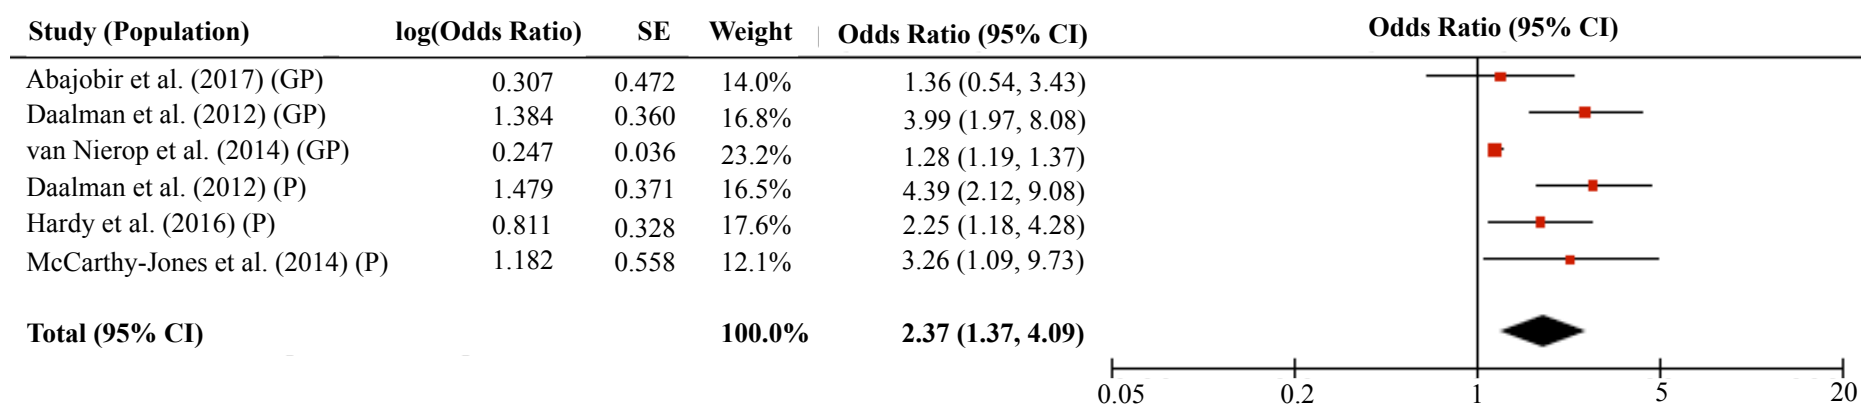 Study (Population) log(Odds Ratio) SE Weight Odds Ratio (95% CI) Odds Ratio (95% CI)
Abajobir et al. (2017) (GP) 0.307 0.472 14.0% 1.36 (0.54, 3.43)
Daalman et al. (2012) (GP) 1.384 0.360 16.8% 3.99 (1.97, 8.08)
van Nierop et al. (2014) (GP) 0.247 0.036 23.2% 1.28 (1.19, 1.37)
Daalman et al. (2012) (P) 1.479 0.371 16.5% 4.39 (2.12, 9.08)
Hardy et al. (2016) (P) 0.811 0.328 17.6% 2.25 (1.18, 4.28)
McCarthy-Jones et al. (2014) (P) 1.182 0.558 12.1% 3.26 (1.09, 9.73)
Total (95% CI) 100.0% 2.37 (1.37, 4.09)
0.05 0.2 1 5 20